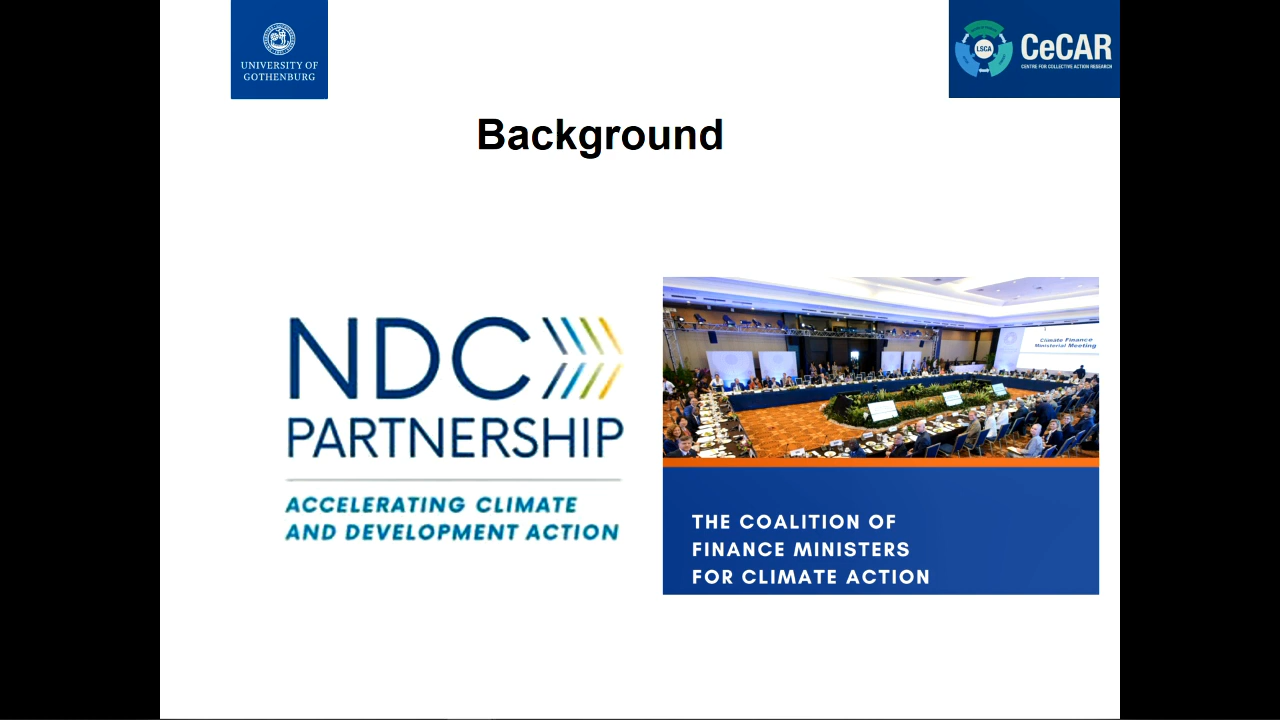 UNIVERSITY OF
GOTHENBURG
LSCA
CeCAR
CENTRE FOR COLLECTIVE ACTION RESEARCH
Background
NDC
PARTNERSHIP
ACCELERATING CLIMATE
AND DEVELOPMENT ACTION
Climate Finance
Ministerial Meeting
THE COALITION OF
FINANCE MINISTERS
FOR CLIMATE ACTION